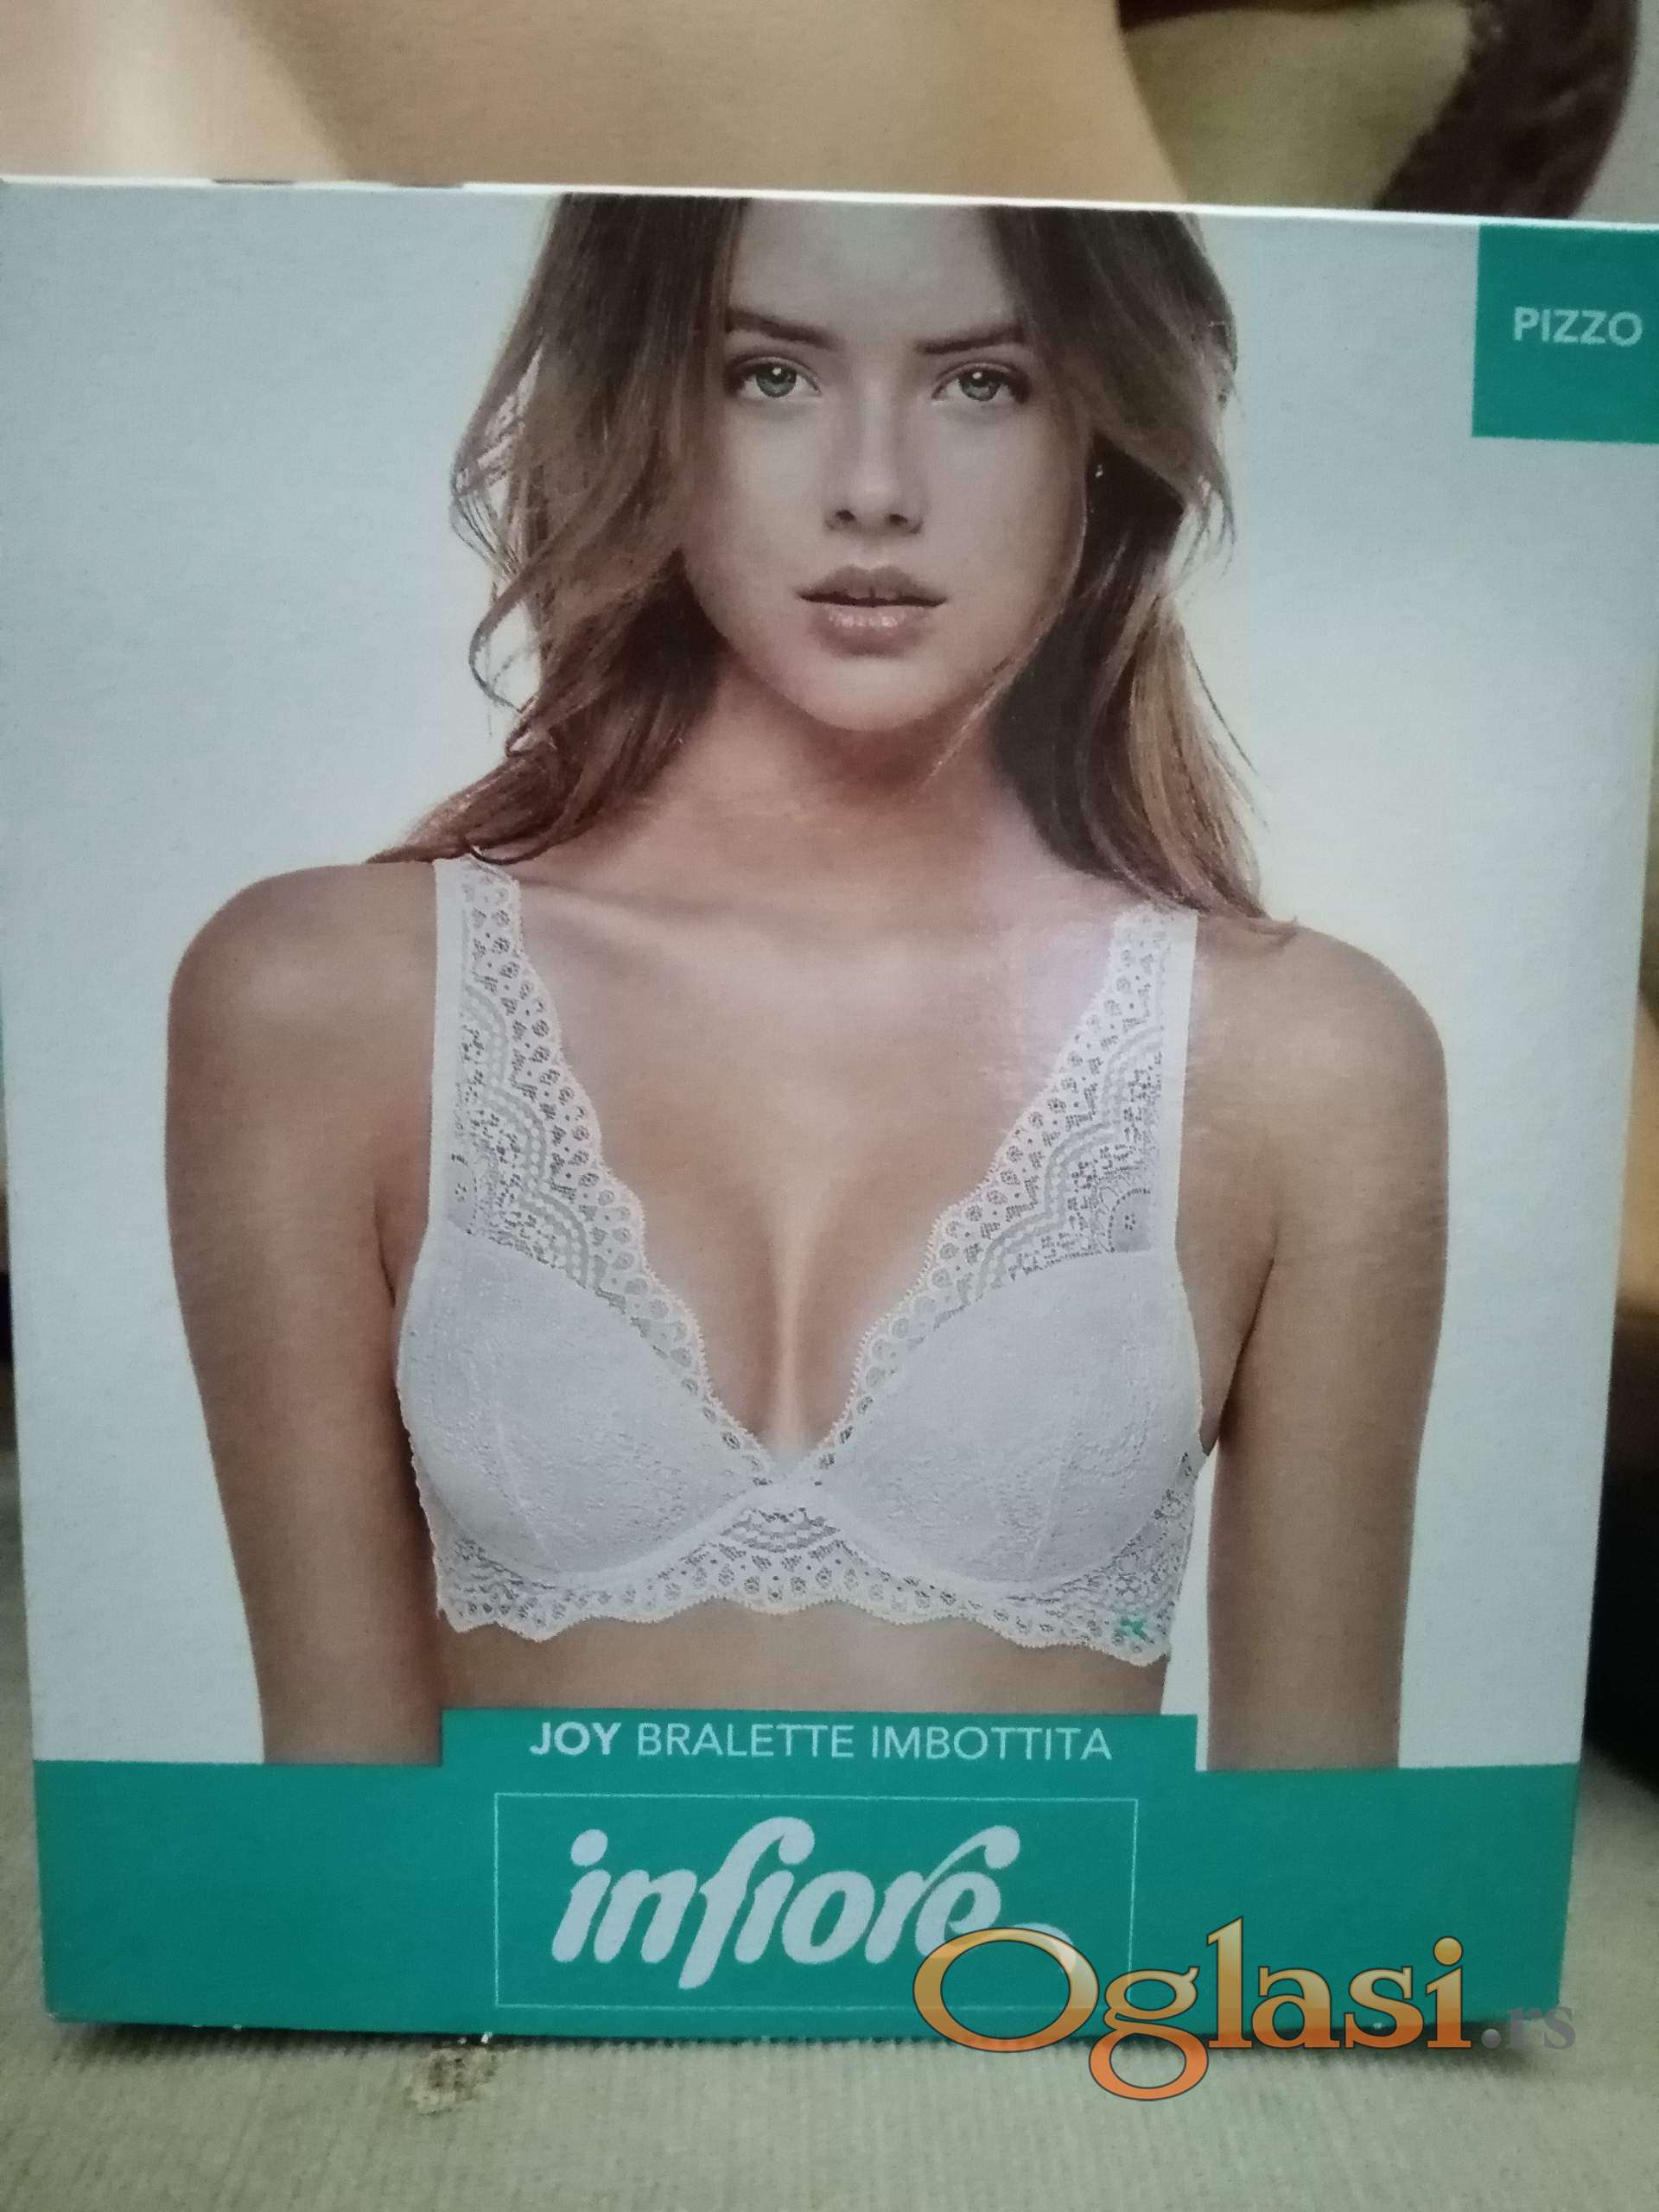 PIZZO
JOY BRALETTE IMBOTTITA
infiore
Oglasi.rs